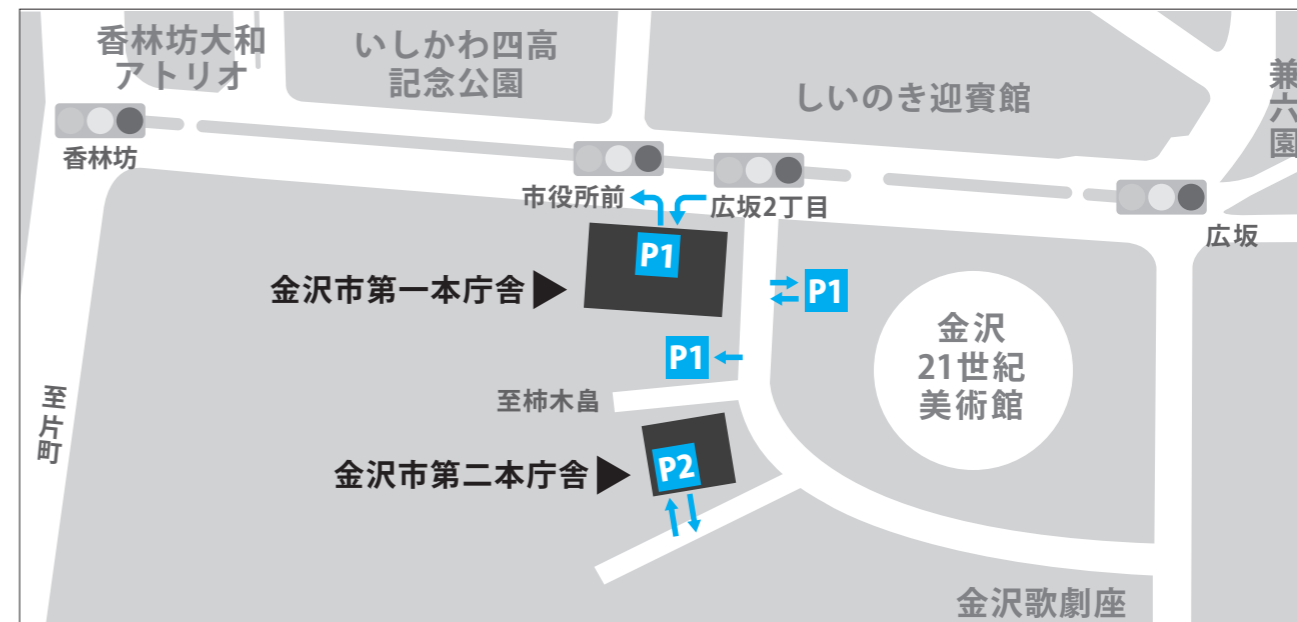 香林坊大和
アトリオ
いしかわ四高
記念公園
しいのき迎賓館
兼六園
香林坊
市役所前
広坂2丁目
広坂
P1
金沢市第一本庁舎
P1
P1
金沢
21世紀
美術館
至柿木畠
至片町
金沢市第二本庁舎
P2
金沢歌劇座